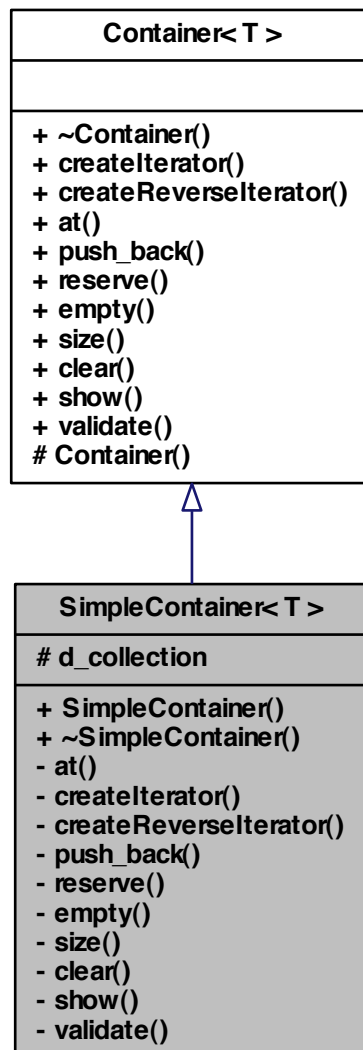 Container< T >
+ ~Container()
+ createIterator()
+ createReverseIterator()
+ at()
+ push_back()
+ reserve()
+ empty()
+ size()
+ clear()
+ show()
+ validate()
# Container()
SimpleContainer< T >
# d_collection
+ SimpleContainer()
+ ~SimpleContainer()
- at()
- createIterator()
- createReverseIterator()
- push_back()
- reserve()
- empty()
- size()
- clear()
- show()
- validate()